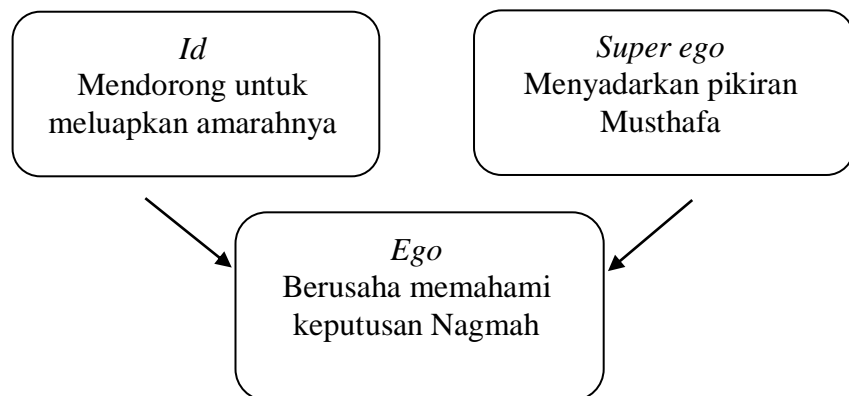 Id
Mendorong untuk
meluapkan amarahnya
Super ego
Menyadarkan pikiran
Musthafa
Ego
Berusaha memahami
keputusan Nagmah